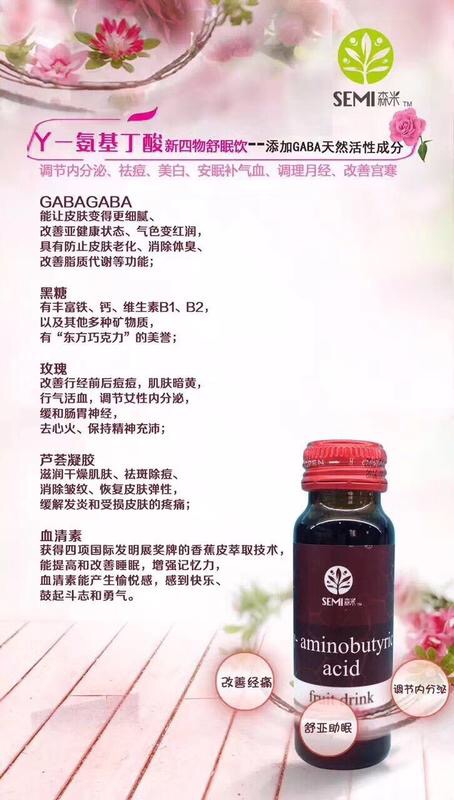 SEMI森米 TM
Y一氨基丁酸新四物舒眠饮--添加GABA天然活性成分
调节内分泌、祛痘、美白、安眠补气血、调理月经、改善宫寒
GABAGABA
能让皮肤变得更细腻、
改善亚健康状态、气色变红润，
具有防止皮肤老化、消除体臭、
改善脂质代谢等功能；
黑糖
有丰富铁、钙、维生素B1、B2，
以及其他多种矿物质，
有“东方巧克力”的美誉；
玫瑰
改善行经前后痘痘，肌肤暗黄，
行气活血，调节女性内分泌，
缓和肠胃神经，
去心火、保持精神充沛；
芦荟凝胶
滋润干燥肌肤、祛斑除痘、
消除皱纹、恢复皮肤弹性，
缓解发炎和受损皮肤的疼痛；
血清素
获得四项国际发明展奖牌的香蕉皮萃取技术，
能提高和改善睡眠，增强记忆力，
血清素能产生愉悦感，感到快乐、
鼓起斗志和勇气。
SEMI森米 TM
- aminobutyric
acid
fruit drink
改善经痛
舒亚助眠
调节内分泌